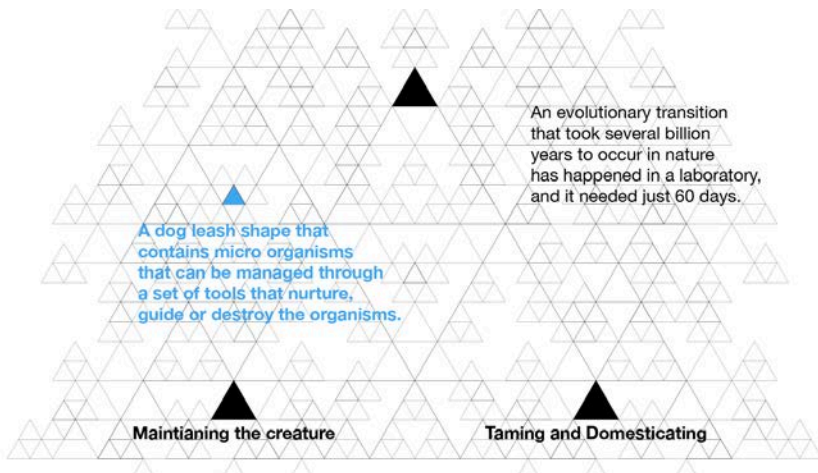 An evolutionary transition
that took several billion
years to occur in nature
has happened in a laboratory,
and it needed just 60 days.
A dog leash shape that
contains micro organisms
that can be managed through
a set of tools that nurture,
guide or destroy the organisms.
Maintianing the creature
Taming and Domesticating